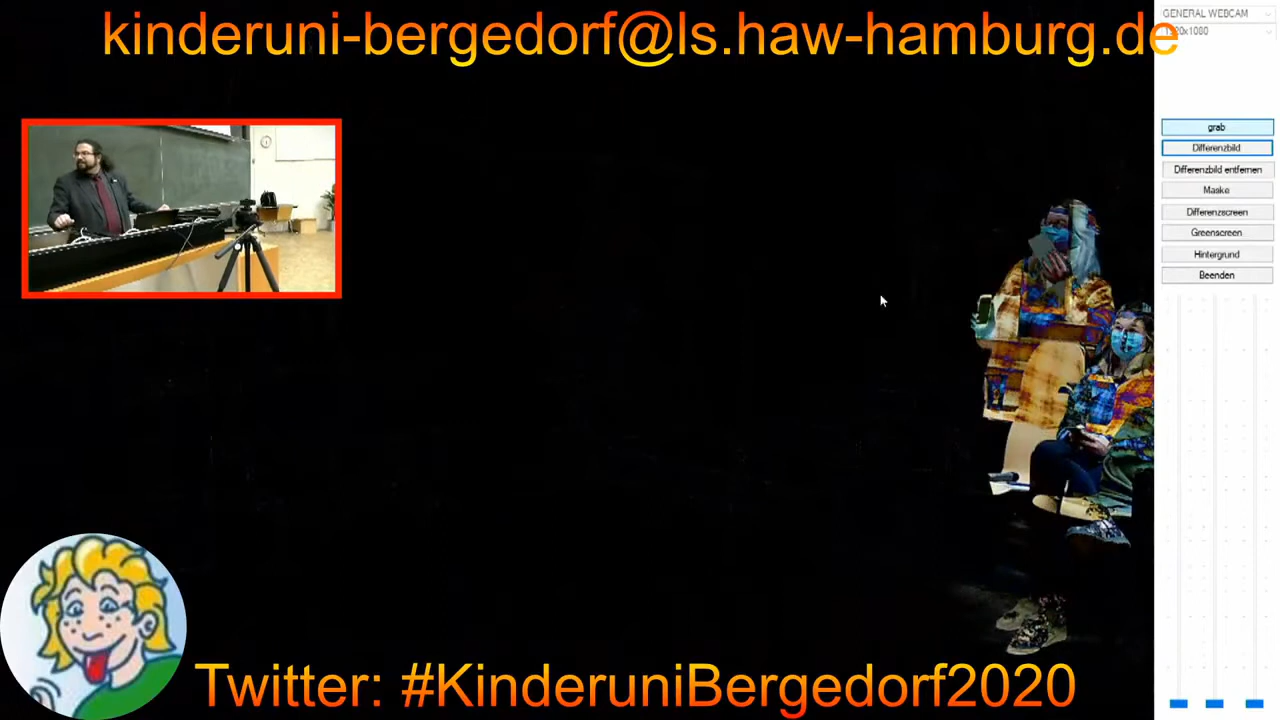 kinderuni-bergedorf@ls.haw-hamburg.de
GENERAL WEBCAM
grab
Differenzbild
Differenzbild entfernen
Maske
Differenzscreen
Greenscreen
Hintergrund
Beenden
Twitter: #KinderuniBergedorf2020